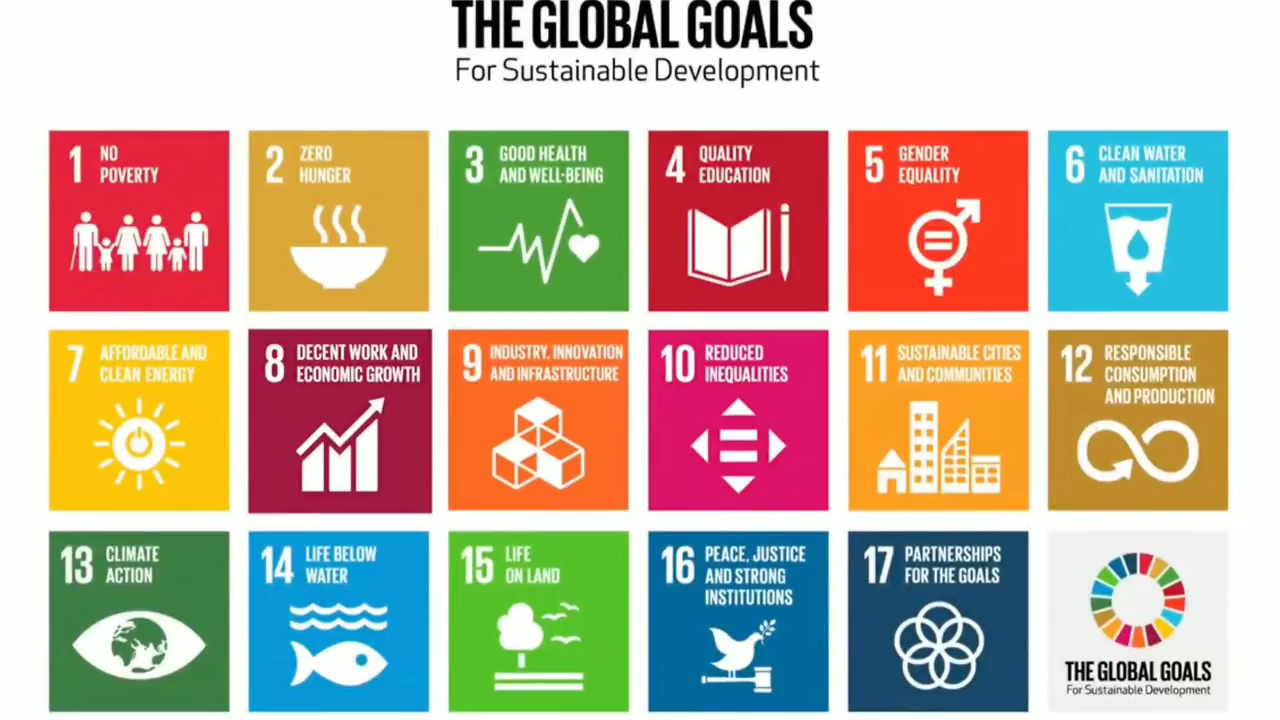 THE GLOBAL GOALS
For Sustainable Development
1 NO
POVERTY
2 ZERO
HUNGER
3 GOOD HEALTH
AND WELL-BEING
4 QUALITY
EDUCATION
5 GENDER
EQUALITY
6 CLEAN WATER
AND SANITATION
7 AFFORDABLE AND
CLEAN ENERGY
8 DECENT WORK AND
ECONOMIC GROWTH
9 INDUSTRY, INNOVATION
AND INFRASTRUCTURE
10 REDUCED
INEQUALITIES
11 SUSTAINABLE CITIES
AND COMMUNITIES
12 RESPONSIBLE
CONSUMPTION
AND PRODUCTION
13 CLIMATE
ACTION
14 LIFE BELOW
WATER
15 LIFE
ON LAND
16 PEACE, JUSTICE
AND STRONG
INSTITUTIONS
17 PARTNERSHIPS
FOR THE GOALS
THE GLOBAL GOALS
For Sustainable Development